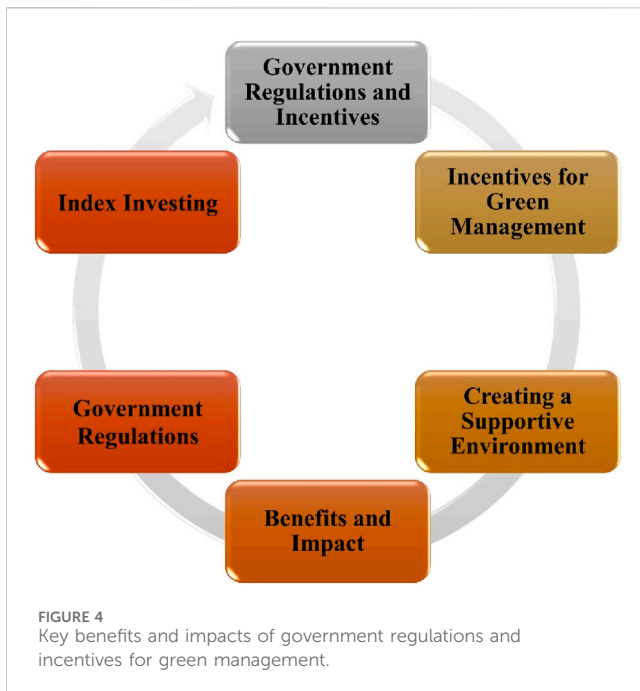 Government
Regulations and
Incentives
Incentives for
Green
Management
Creating a
Supportive
Environment
Benefits and
Impact
Government
Regulations
Index Investing
FIGURE 4
Key benefits and impacts of government regulations and
incentives for green management.